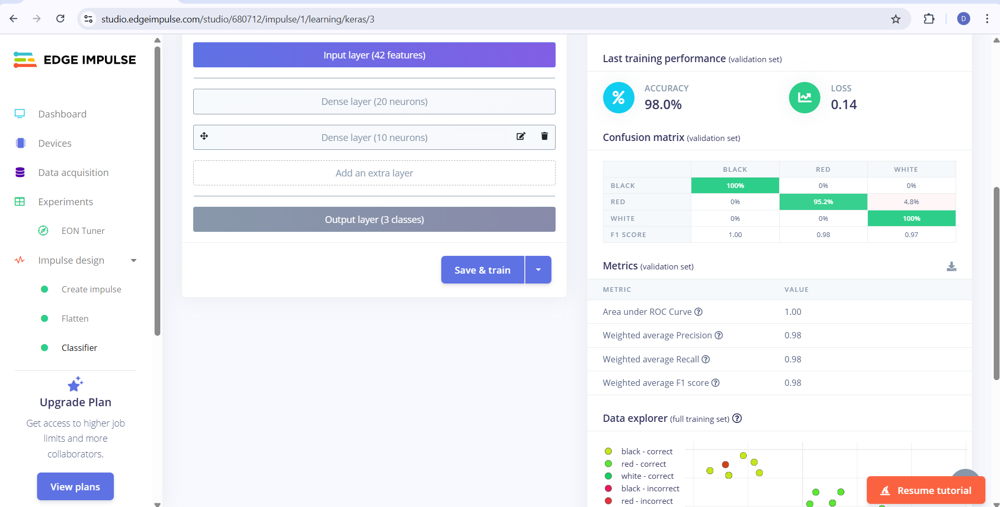 studio.edgeimpulse.com/studio/680712/impulse/1/learning/keras/3
D
EDGE IMPULSE
Dashboard
Devices
Data acquisition
Experiments
EON Tuner
Impulse design
Create impulse
Flatten
Classifier
Upgrade Plan
Get access to higher job
limits and more
collaborators.
View plans
Input layer (42 features)
Dense layer (20 neurons)
Dense layer (10 neurons)
Add an extra layer
Output layer (3 classes)
Save & train
Last training performance (validation set)
% ACCURACY
98.0%
LOSS
0.14
Confusion matrix (validation set)
BLACK RED WHITE
BLACK 100% 0% 0%
RED 0% 95.2% 4.8%
WHITE 0% 0% 100%
F1 SCORE 1.00 0.98 0.97
Metrics (validation set)
METRIC VALUE
Area under ROC Curve ? 1.00
Weighted average Precision ? 0.98
Weighted average Recall ? 0.98
Weighted average F1 score ? 0.98
Data explorer (full training set) ?
black - correct
red - correct
white - correct
black - incorrect
red - incorrect
Resume tutorial